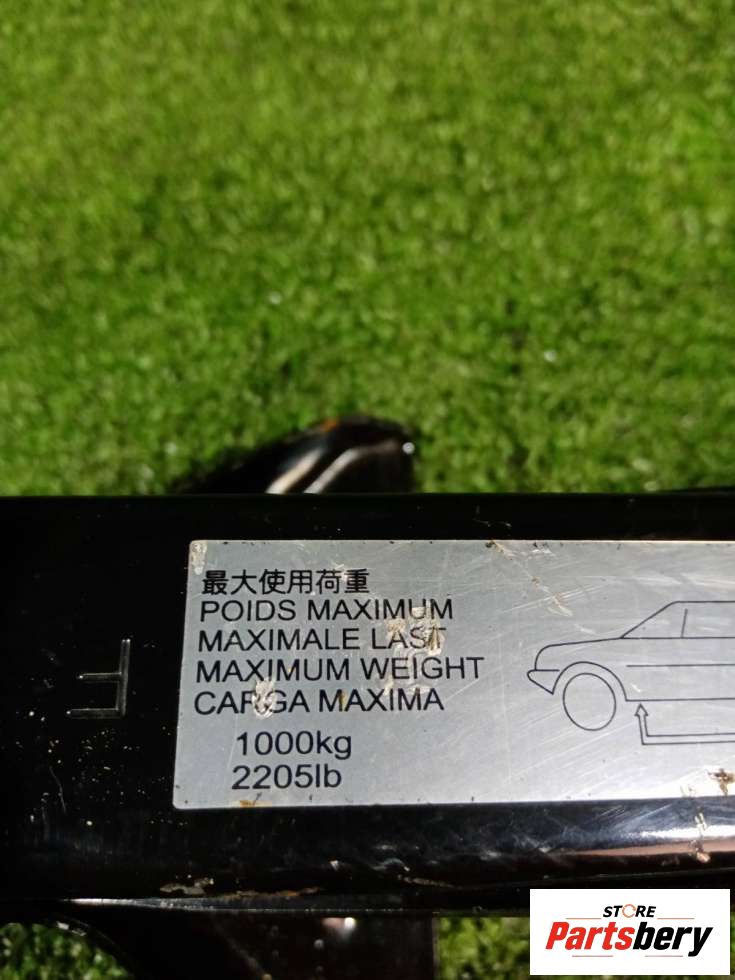 最大使用荷重
POIDS MAXIMUM
MAXIMALE LAST
MAXIMUM WEIGHT
CARGA MAXIMA
1000kg
2205lb
STORE
Partsbery